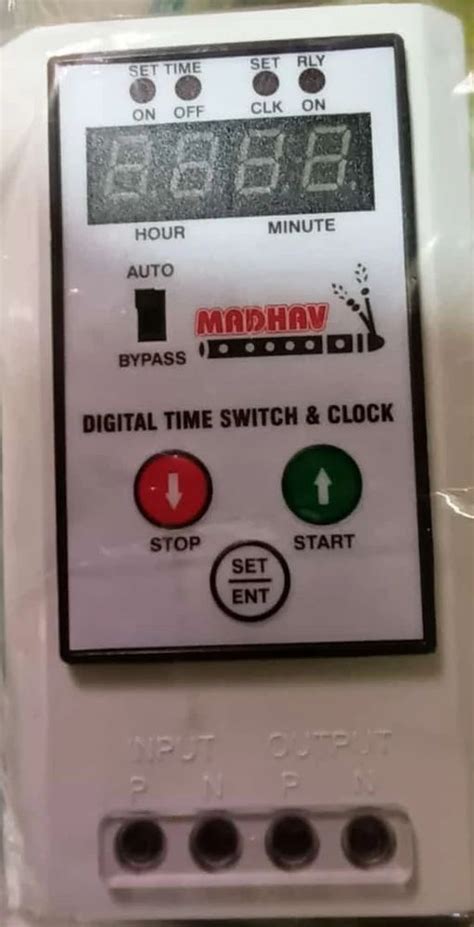 SET TIME SET RLY
ON OFF CLK ON
HOUR MINUTE
AUTO
BYPASS
MADHAV
DIGITAL TIME SWITCH & CLOCK
STOP START
SET
ENT
INPUT OUTPUT
P N P N